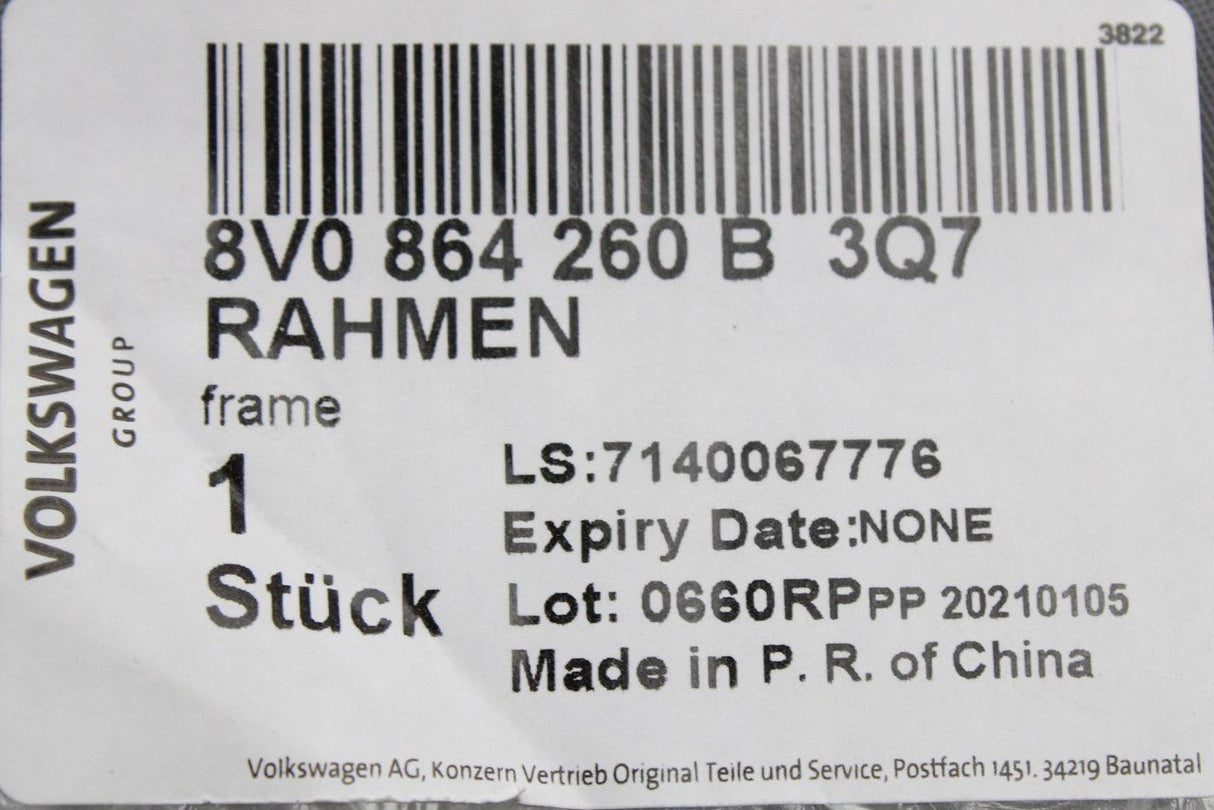 3822
8V0 864 260 B 3Q7
RAHMEN
frame
1
Stück
LS:7140067776
Expiry Date:NONE
Lot: 0660RPPP 20210105
Made in P. R. of China
VOLKSWAGEN
GROUP
Volkswagen AG, Konzern Vertrieb Original Teile und Service, Postfach 1451. 34219 Baunatal